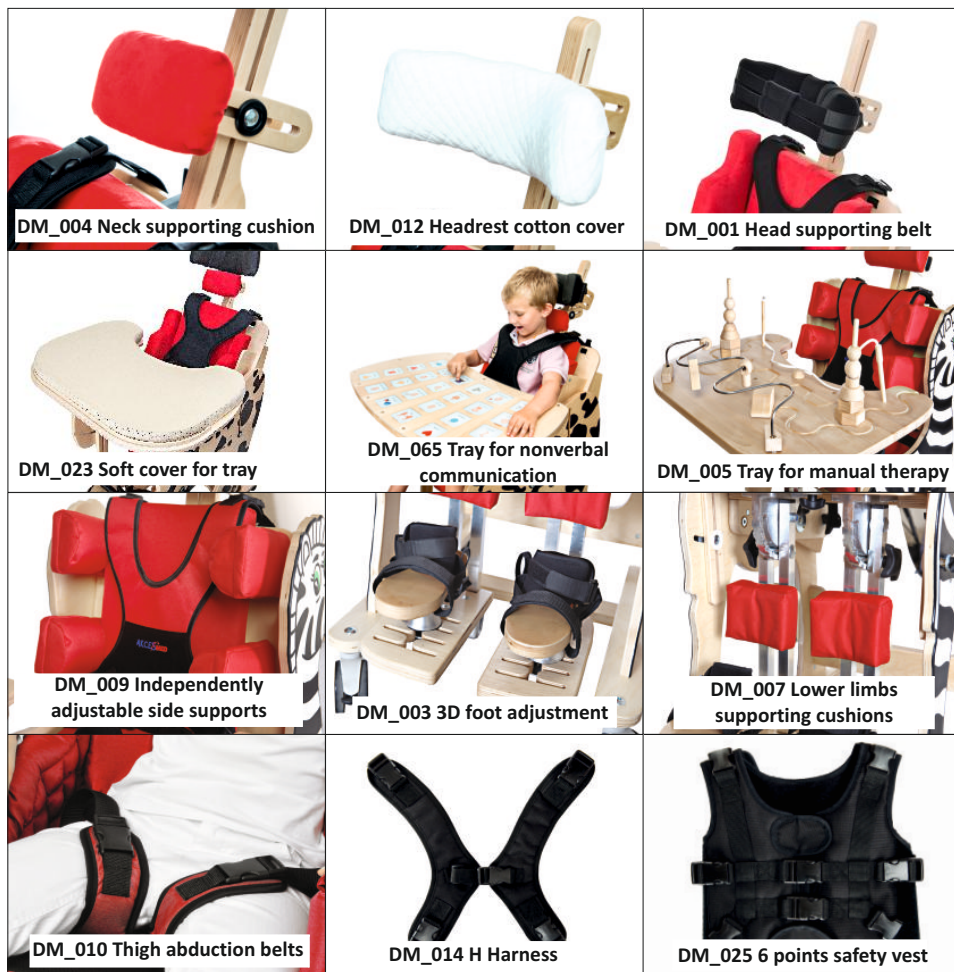 DM_004 Neck supporting cushion
DM_012 Headrest cotton cover
DM_001 Head supporting belt
DM_023 Soft cover for tray
DM_065 Tray for nonverbal
communication
DM_005 Tray for manual therapy
DM_009 Independently
adjustable side supports
DM_003 3D foot adjustment
DM_007 Lower limbs
supporting cushions
DM_010 Thigh abduction belts
DM_014 H Harness
DM_025 6 points safety vest